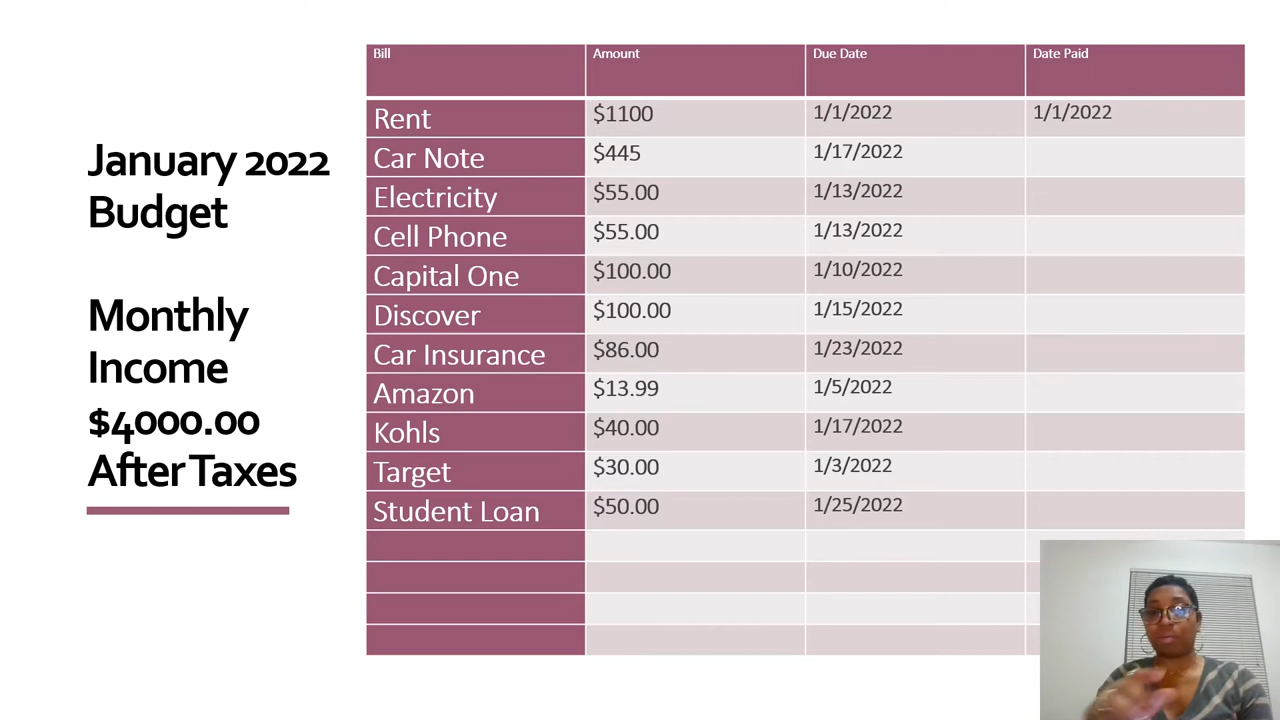 January 2022
Budget
Monthly
Income
$4000.00
After Taxes
Bill Amount Due Date Date Paid
Rent $1100 1/1/2022 1/1/2022
Car Note $445 1/17/2022
Electricity $55.00 1/13/2022
Cell Phone $55.00 1/13/2022
Capital One $100.00 1/10/2022
Discover $100.00 1/15/2022
Car Insurance $86.00 1/23/2022
Amazon $13.99 1/5/2022
Kohls $40.00 1/17/2022
Target $30.00 1/3/2022
Student Loan $50.00 1/25/2022